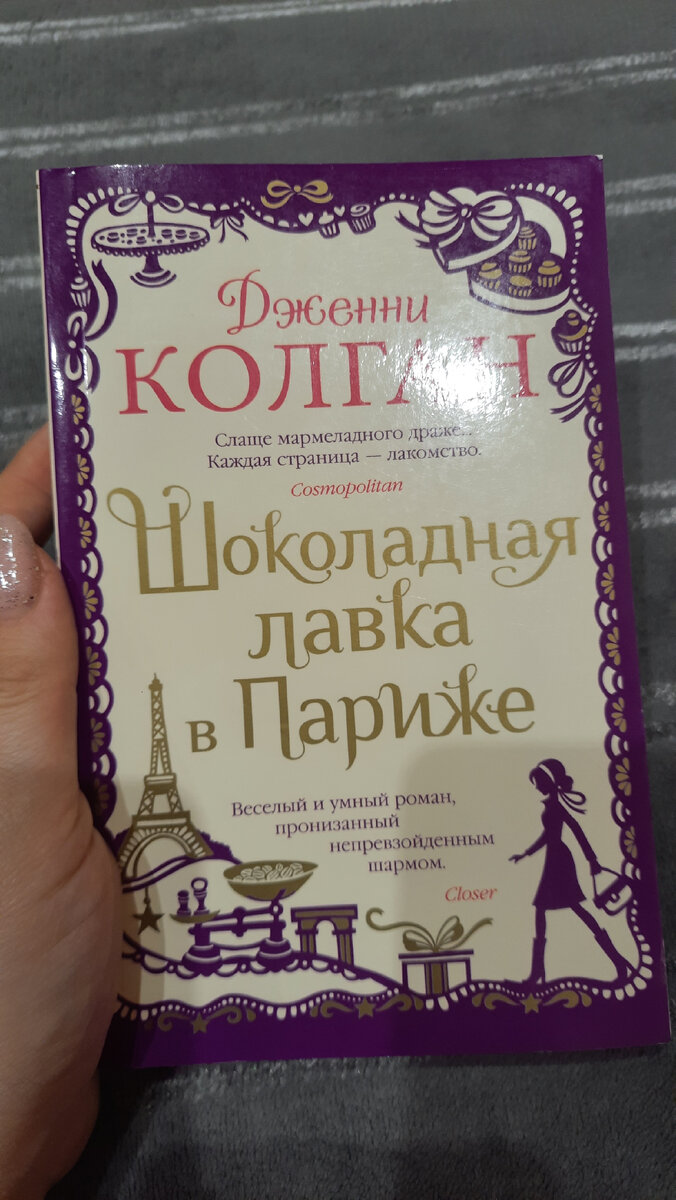 Дженни
КОЛГАН
Слаще мармеладного драже...
Каждая страница — лакомство.
Cosmopolitan
Шоколадная
лавка
в Париже
Веселый и умный роман,
пронизанный
непревзойденным
шармом.
Closer